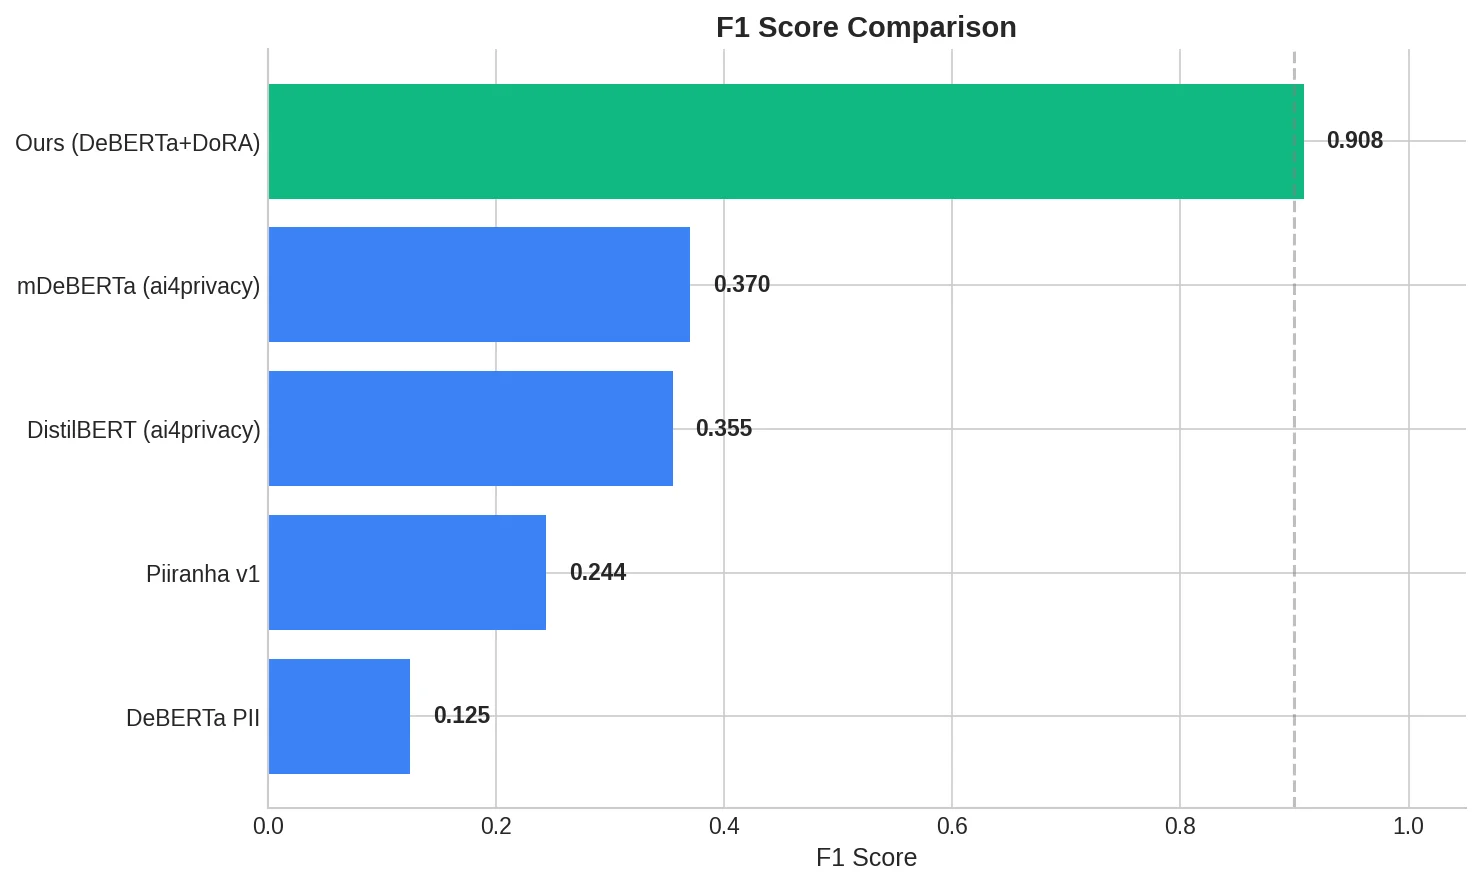 F1 Score Comparison
Ours (DeBERTa+DoRA)
0.908
mDeBERTa (ai4privacy)
0.370
DistilBERT (ai4privacy)
0.355
Piiranha v1
0.244
DeBERTa PII
0.125
0.0 0.2 0.4 0.6 0.8 1.0
F1 Score